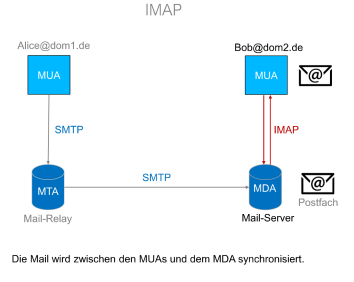 IMAP
Alice@dom1.de
Bob@dom2.de
MUA
MUA
@
SMTP
IMAP
SMTP
MTA
MDA
@
Mail-Relay
Mail-Server
Postfach
Die Mail wird zwischen den MUAs und dem MDA synchronisiert.